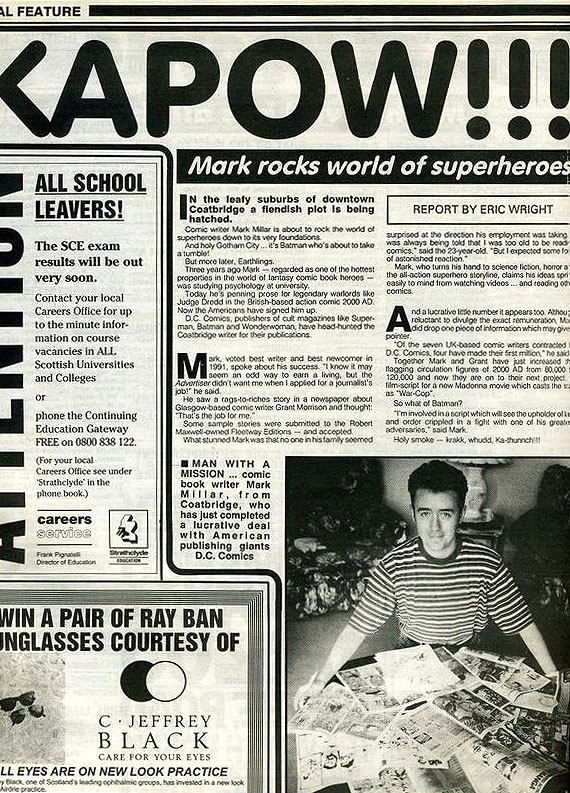 AL FEATURE
KAPOW!!!
Mark rocks world of superheroes
ATTENTION
ALL SCHOOL
LEAVERS!
The SCE exam
results will be out
very soon.
Contact your local
Careers Office for up
to the minute infor-
mation on course
vacancies in ALL
Scottish Universities
and Colleges
or
phone the Continuing
Education Gateway
FREE on 0800 838 122.
(For your local
Careers Office see under
'Strathclyde' in the
phone book.)
careers
service
Frank Pignatelli
Director of Education
Strathclyde
EDUCATION
IN the leafy suburbs of downtown
Coatbridge a fiendish plot is being
hatched.
Comic writer Mark Millar is about to rock the world of
superheroes down to its very foundations.
And holy Gotham City ... it's Batman who's about to take
a tumble!
But more later, Earthlings.
Three years ago Mark — regarded as one of the hottest
properties in the world of fantasy comic book heroes —
was studying psychology at university.
Today he's penning prose for legendary warlords like
Judge Dredd in the British-based action comic 2000 AD.
Now the Americans have signed him up.
D.C. Comics, publishers of cult magazines like Super-
man, Batman and Wonderwoman, have head-hunted the
Coatbridge writer for their publications.
Mark, voted best writer and best newcomer in
1991, spoke about his success. "I know it may
seem an odd way to earn a living, but the
Advertiser didn't want me when I applied for a journalist's
job!" he said.
He saw a rags-to-riches story in a newspaper about
Glasgow-based comic writer Grant Morrison and thought:
'That's the job for me.
Some sample stories were submitted to the Robert
Maxwell-owned Fleetway Editions — and accepted.
What stunned Mark was that no one in his family seemed
REPORT BY ERIC WRIGHT
surprised at the direction his employment was taking.
was always being told that I was too old to be readi
comics," said the 23-year-old. "But I expected some for
of astonished reaction."
Mark, who turns his hand to science fiction, horror a
the all-action superhero storyline, claims his ideas spri
easily to mind from watching videos ... and reading oth
comics.
And a lucrative little number it appears too. Althou
reluctant to divulge the exact remuneration, Ma
did drop one piece of information which may give
pointer.
"Of the seven UK-based comic writers contracted
D.C. Comics, four have made their first million," he said
Together Mark and Grant have just increased th
flagging circulation figures of 2000 AD from 80,000
120,000 and now they are on to their next project
film-script for a new Madonna movie which casts the s
as "War-Cop".
So what of Batman?
"I'm involved in a script which will see the upholder of la
and order crippled in a fight with one of his greate
adversaries," said Mark.
Holy smoke — krakk, whudd, Ka-thunnch!!!
■ MAN WITH A
MISSION ... comic
book writer Mark
Millar, from
Coatbridge, who
has just completed
a lucrative deal
with American
publishing giants
D.C. Comics
WIN A PAIR OF RAY BAN
UNGLASSES COURTESY OF
C · JEFFREY
BLACK
CARE FOR YOUR EYES
LL EYES ARE ON NEW LOOK PRACTICE
ey Black, one of Scotland's leading ophthalmic groups, has invested in a new look
Airdrie practice.